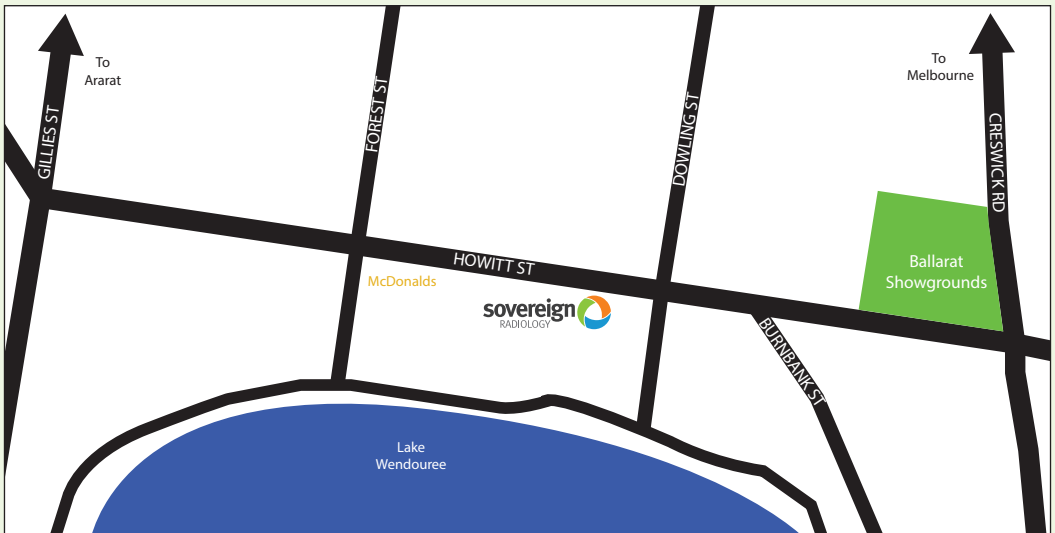 To
Ararat
GILLIES ST
FOREST ST
DOWLING ST
To
Melbourne
CRESWICK RD
HOWITT ST
McDonalds
sovereign
RADIOLOGY
Ballarat
Showgrounds
BURNBANK ST
Lake
Wendouree